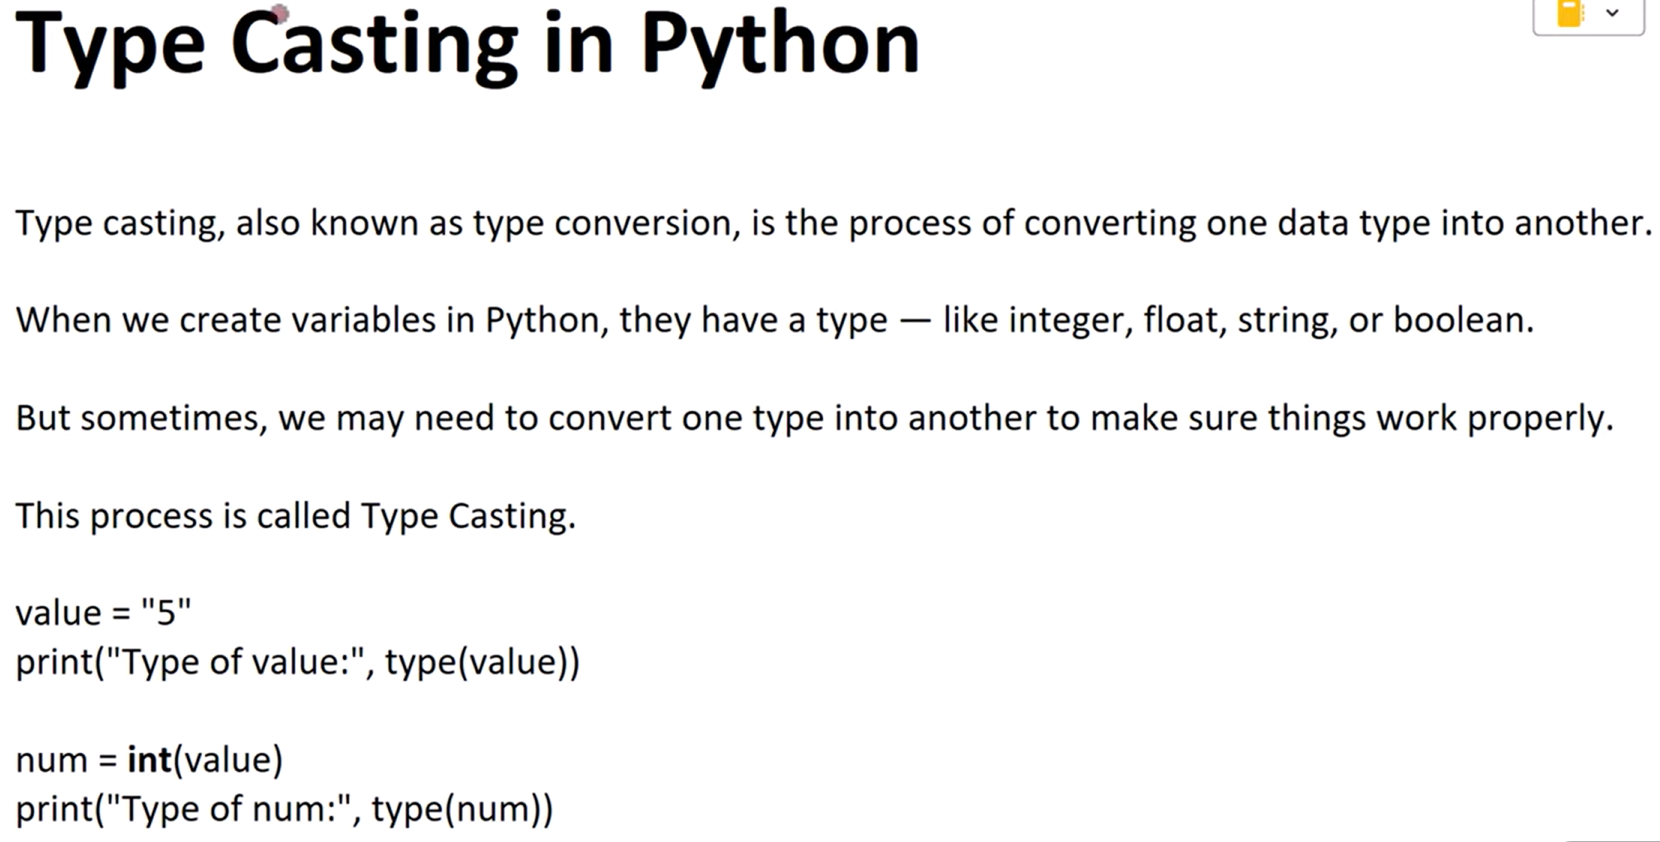 Type Casting in Python
Type casting, also known as type conversion, is the process of converting one data type into another.
When we create variables in Python, they have a type — like integer, float, string, or boolean.
But sometimes, we may need to convert one type into another to make sure things work properly.
This process is called Type Casting.
value = "5"
print("Type of value:", type(value))
num = int(value)
print("Type of num:", type(num))